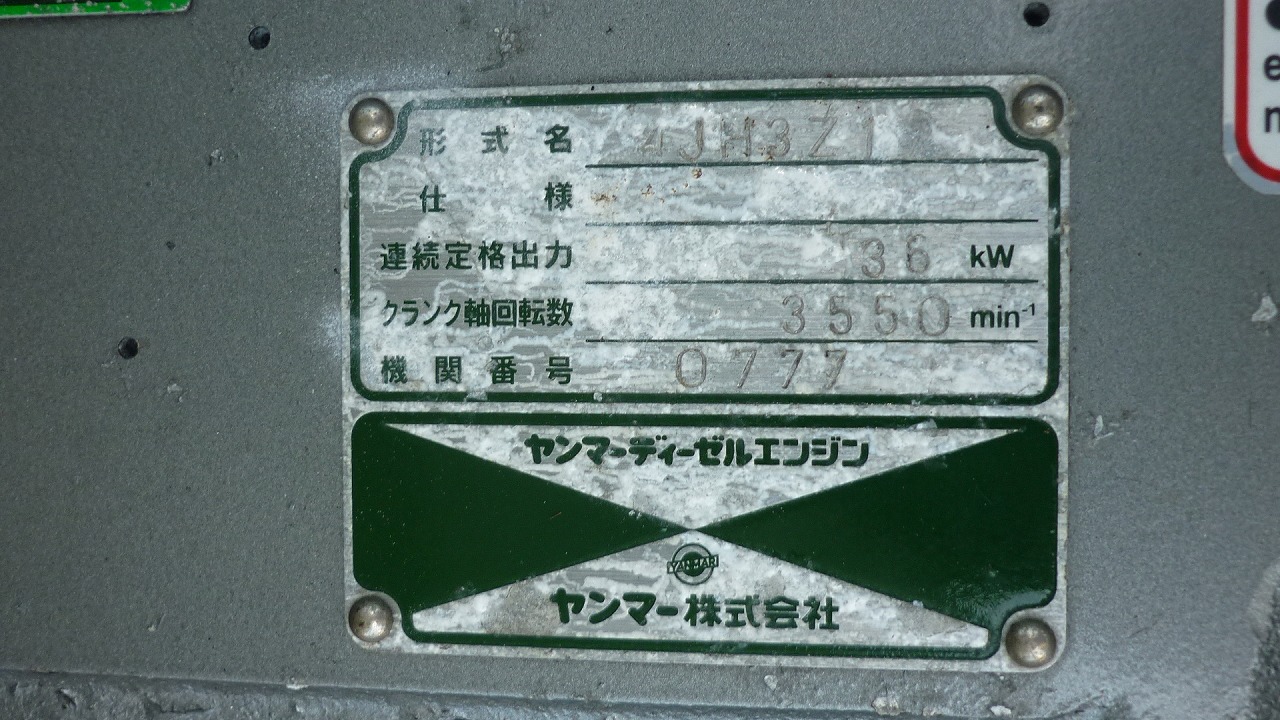 形式名 4JH3Z1
仕様
連続定格出力 36 kW
クランク軸回転数 3550 min-1
機関番号 0777
ヤンマーディーゼルエンジン
YANMAR
ヤンマー株式会社